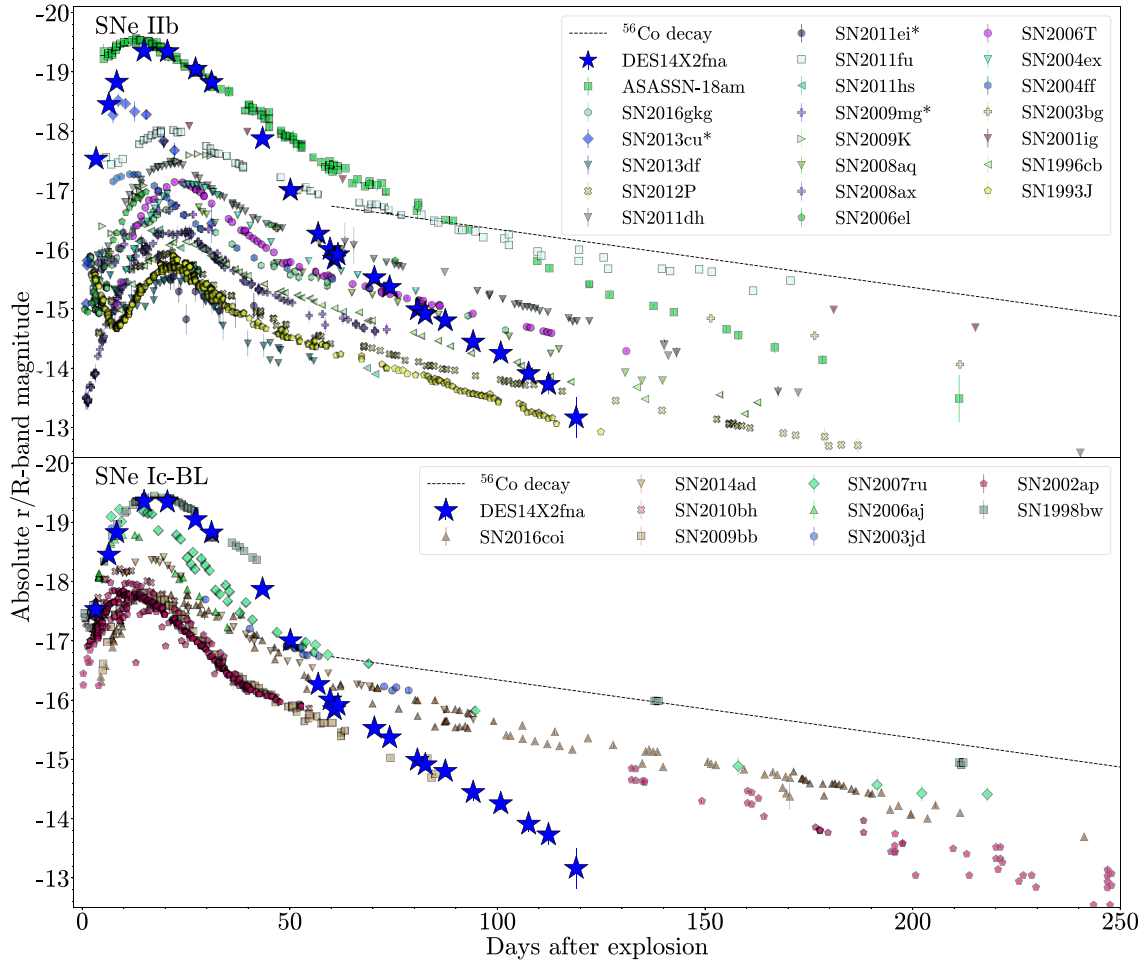 Absolute r/R-band magnitude
SNe IIb
-20
-19
-18
-17
-16
-15
-14
-13
56Co decay
DES14X2fna
ASASSN-18am
SN2016gkg
SN2013cu*
SN2013df
SN2012P
SN2011dh
SN2011ei*
SN2011fu
SN2011hs
SN2009mg*
SN2009K
SN2008aq
SN2008ax
SN2006el
SN2006T
SN2004ex
SN2004ff
SN2003bg
SN2001ig
SN1996cb
SN1993J
SNe Ic-BL
-20
-19
-18
-17
-16
-15
-14
-13
56Co decay
DES14X2fna
SN2016coi
SN2014ad
SN2010bh
SN2009bb
SN2007ru
SN2006aj
SN2003jd
SN2002ap
SN1998bw
0 50 100 150 200 250
Days after explosion